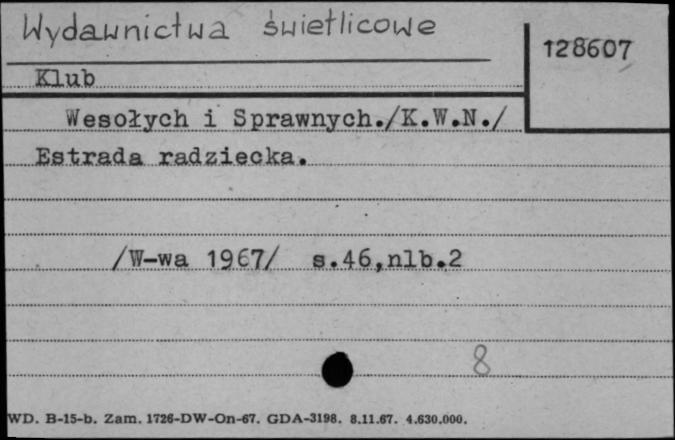 Wydawnictwa świetlicowe
128607
Klub
Wesołych i Sprawnych./K.W.N./
Estrada radziecka.
/W-wa 1967/ s.46,nlb.2
8
WD. B-15-b. Zam. 1726-DW-On-67. GDA-3198. 8.11.67. 4.630.000.